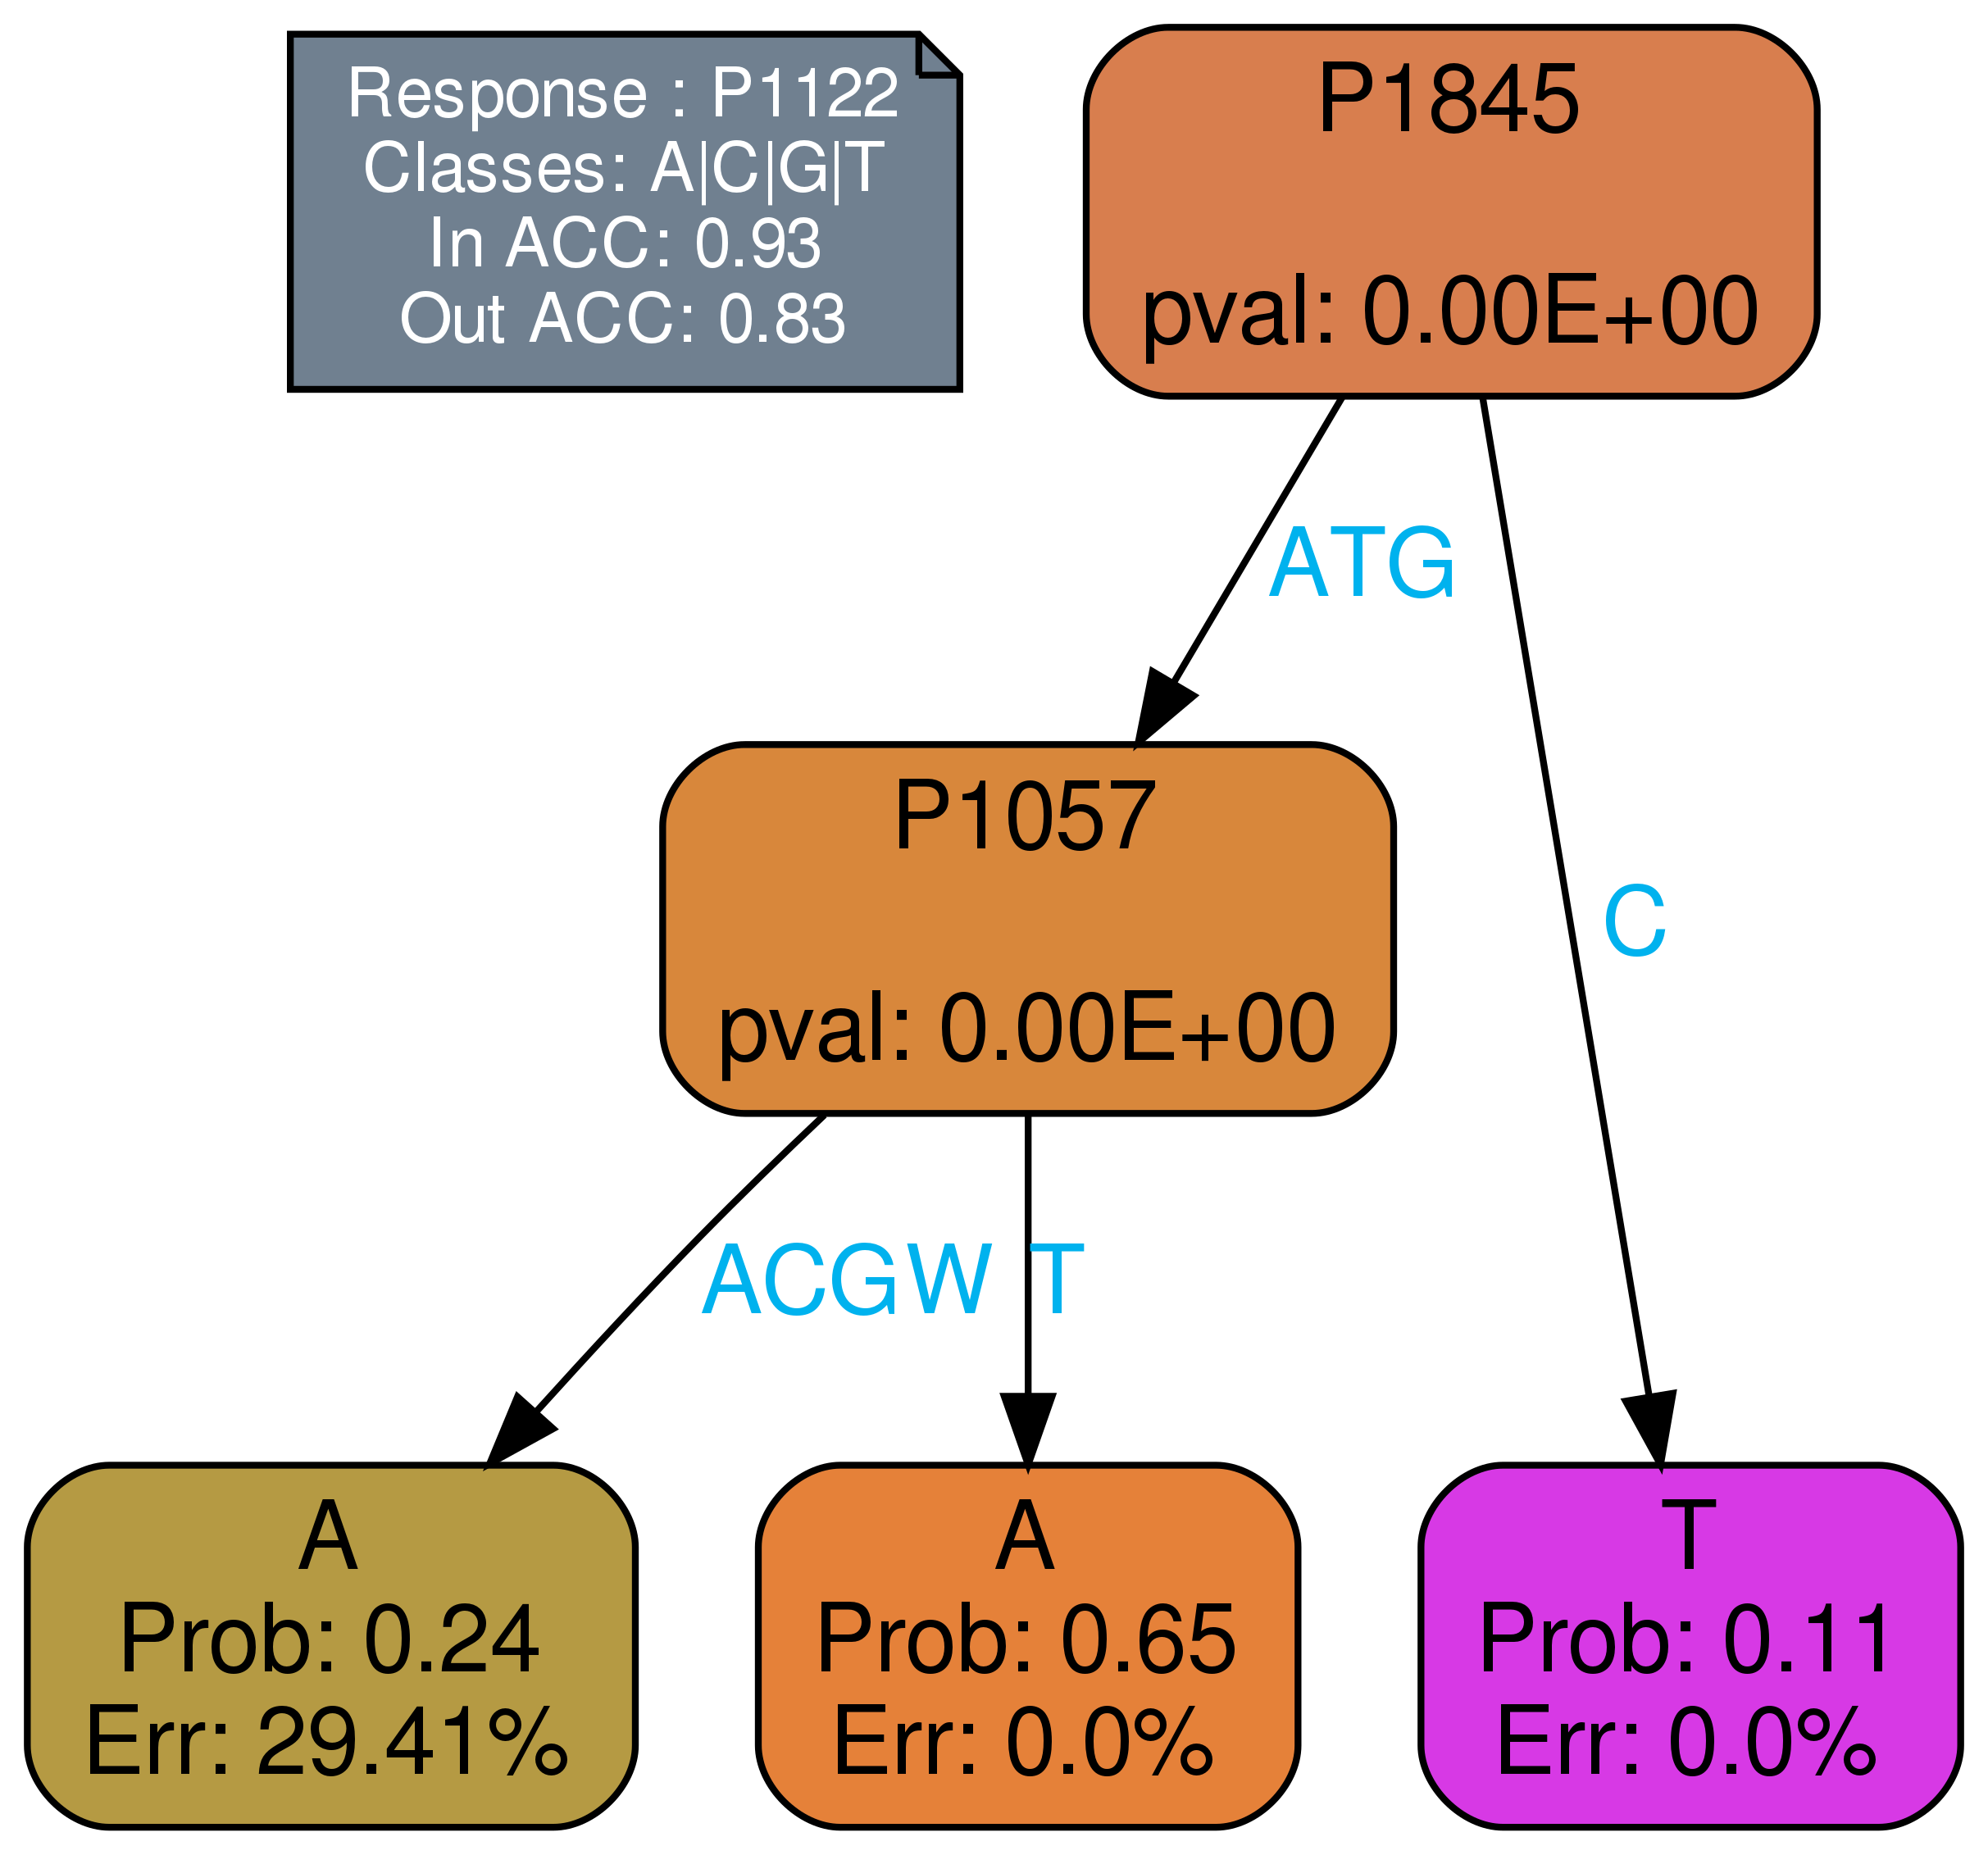 Response : P1122
Classes: A|C|G|T
In ACC: 0.93
Out ACC: 0.83
P1845
pval: 0.00E+00
ATG
P1057
pval: 0.00E+00
C
ACGW
T
A
Prob: 0.24
Err: 29.41%
A
Prob: 0.65
Err: 0.0%
T
Prob: 0.11
Err: 0.0%